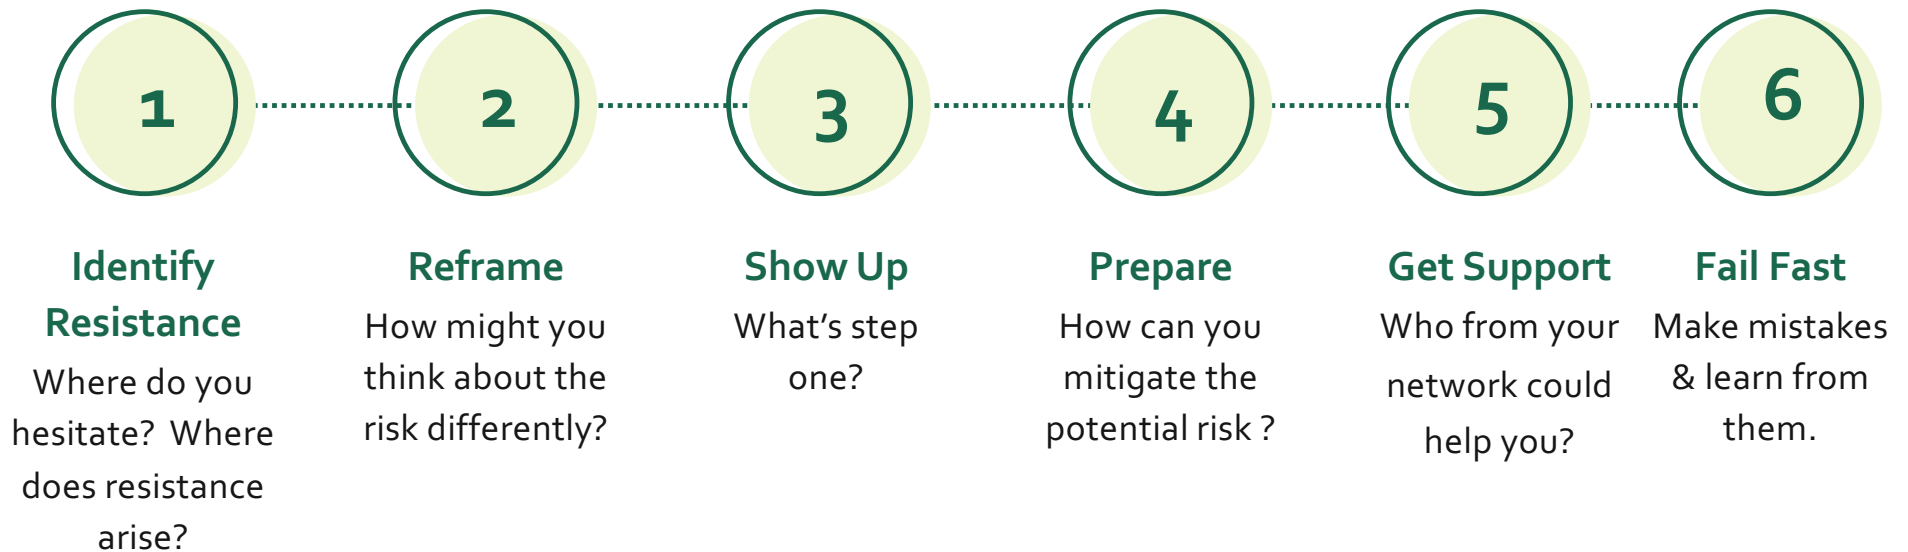 1
2
3
4
5
6
Identify
Resistance
Where do you
hesitate?  Where
does resistance
arise?
Reframe
How might you
think about the
risk differently?
Show Up
What’s step
one?
Prepare
How can you
mitigate the
potential risk ?
Get Support
Who from your
network could
help you?
Fail Fast
Make mistakes
& learn from
them.